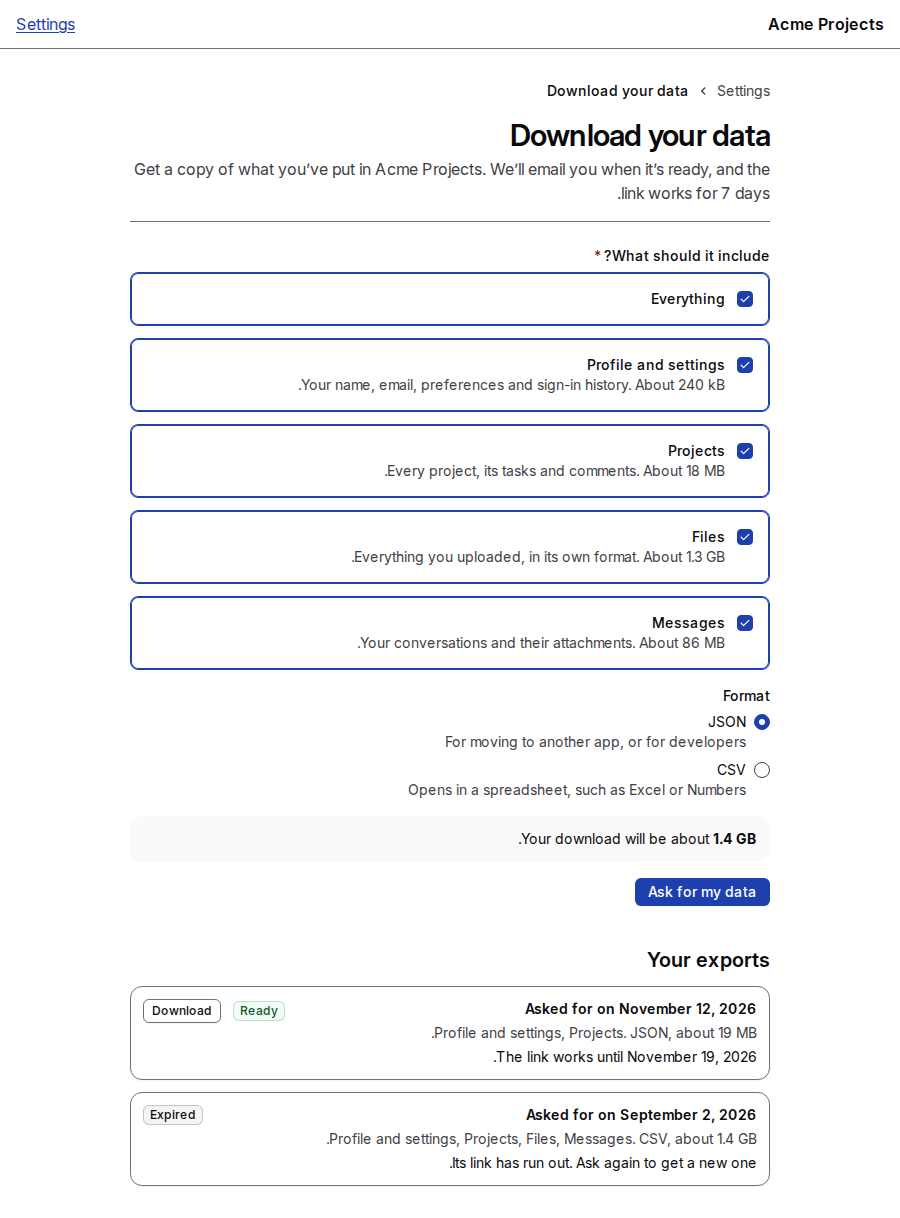 Acme Projects
Settings
Settings › Download your data
Download your data
Get a copy of what you’ve put in Acme Projects. We’ll email you when it’s ready, and the
link works for 7 days.
What should it include? *
Everything
Profile and settings
Your name, email, preferences and sign-in history. About 240 kB.
Projects
Every project, its tasks and comments. About 18 MB.
Files
Everything you uploaded, in its own format. About 1.3 GB.
Messages
Your conversations and their attachments. About 86 MB.
Format
JSON
For moving to another app, or for developers
CSV
Opens in a spreadsheet, such as Excel or Numbers
Your download will be about 1.4 GB.
Ask for my data
Your exports
Asked for on November 12, 2026
Ready
Download
Profile and settings, Projects. JSON, about 19 MB.
The link works until November 19, 2026.
Asked for on September 2, 2026
Expired
Profile and settings, Projects, Files, Messages. CSV, about 1.4 GB.
Its link has run out. Ask again to get a new one.